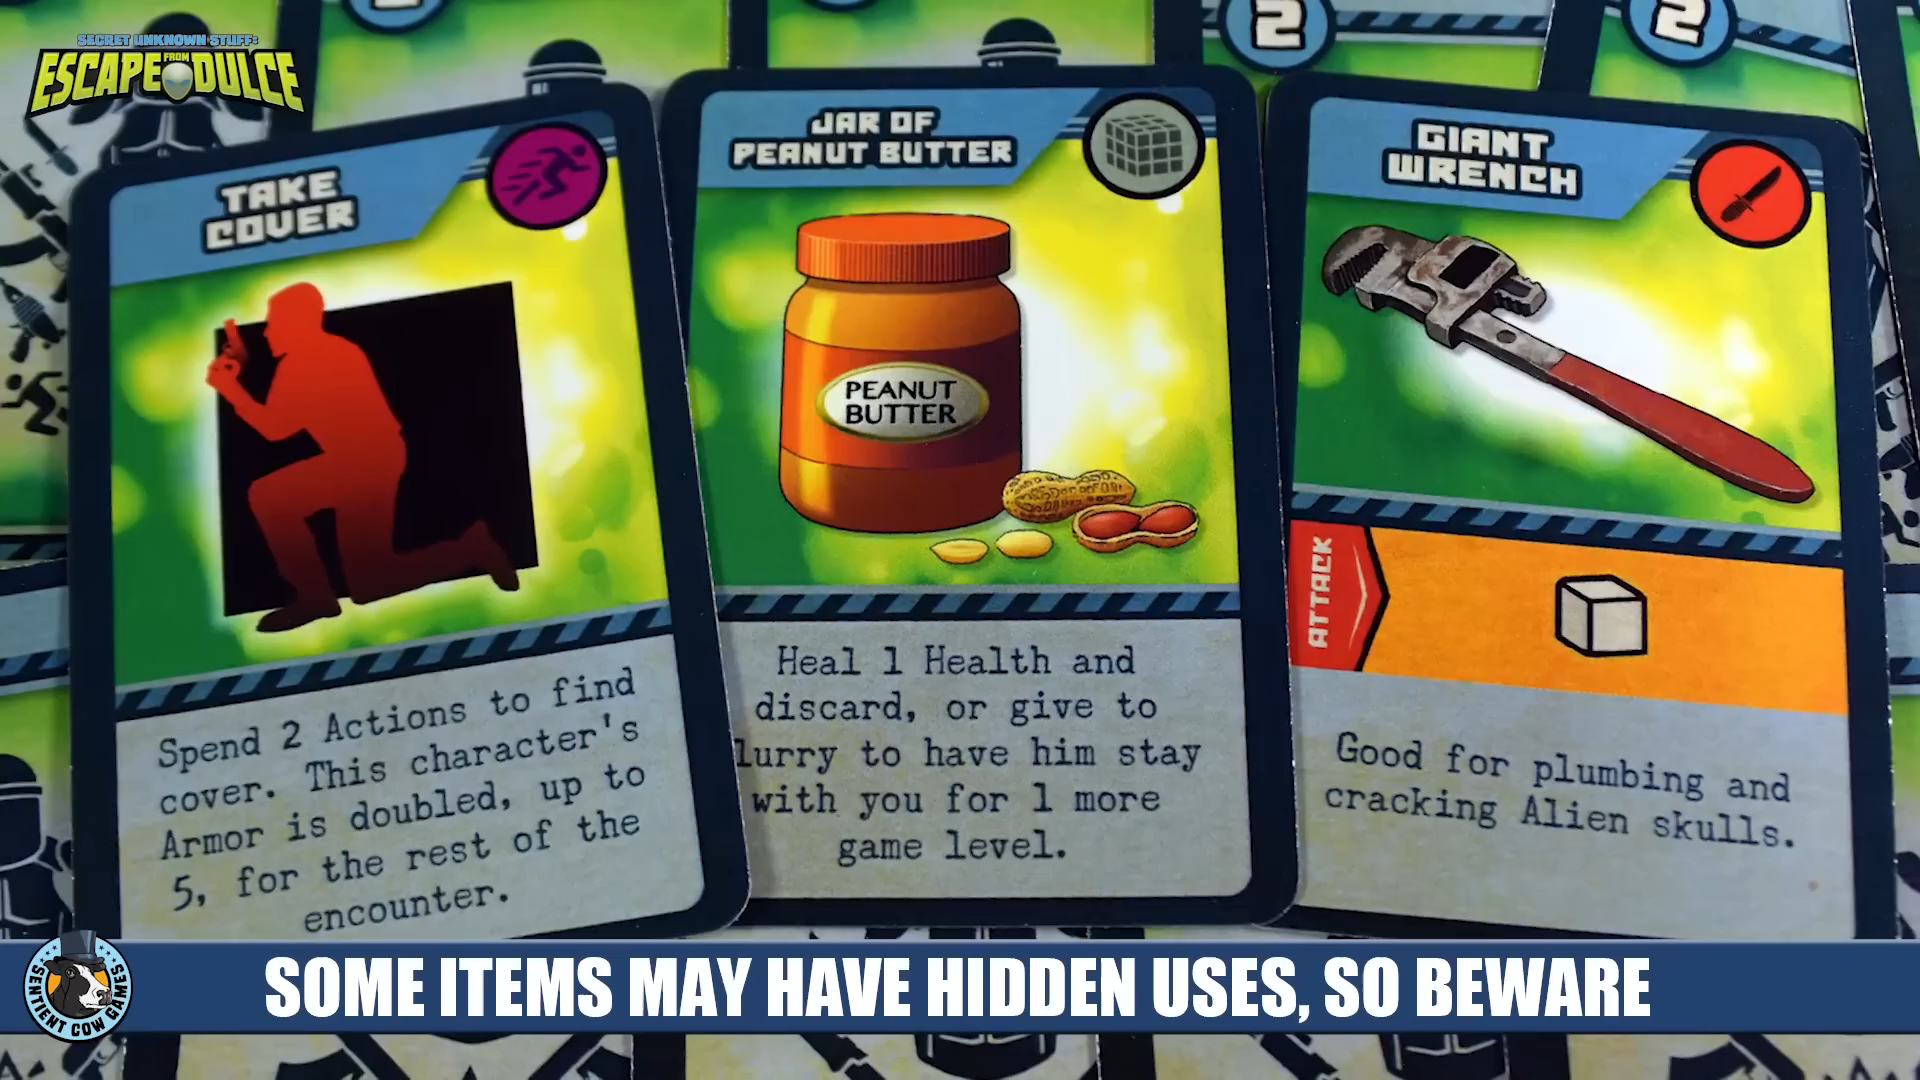 SECRET UNKNOWN STUFF:
ESCAPE FROM DULCE
2
2
TAKE
COVER
Spend 2 Actions to find
cover. This character's
Armor is doubled, up to
5, for the rest of the
encounter.
JAR OF
PEANUT BUTTER
PEANUT
BUTTER
Heal 1 Health and
discard, or give to
lurry to have him stay
with you for 1 more
game level.
GIANT
WRENCH
ATTACK
Good for plumbing and
cracking Alien skulls.
SENTIENT COW GAMES
SOME ITEMS MAY HAVE HIDDEN USES, SO BEWARE